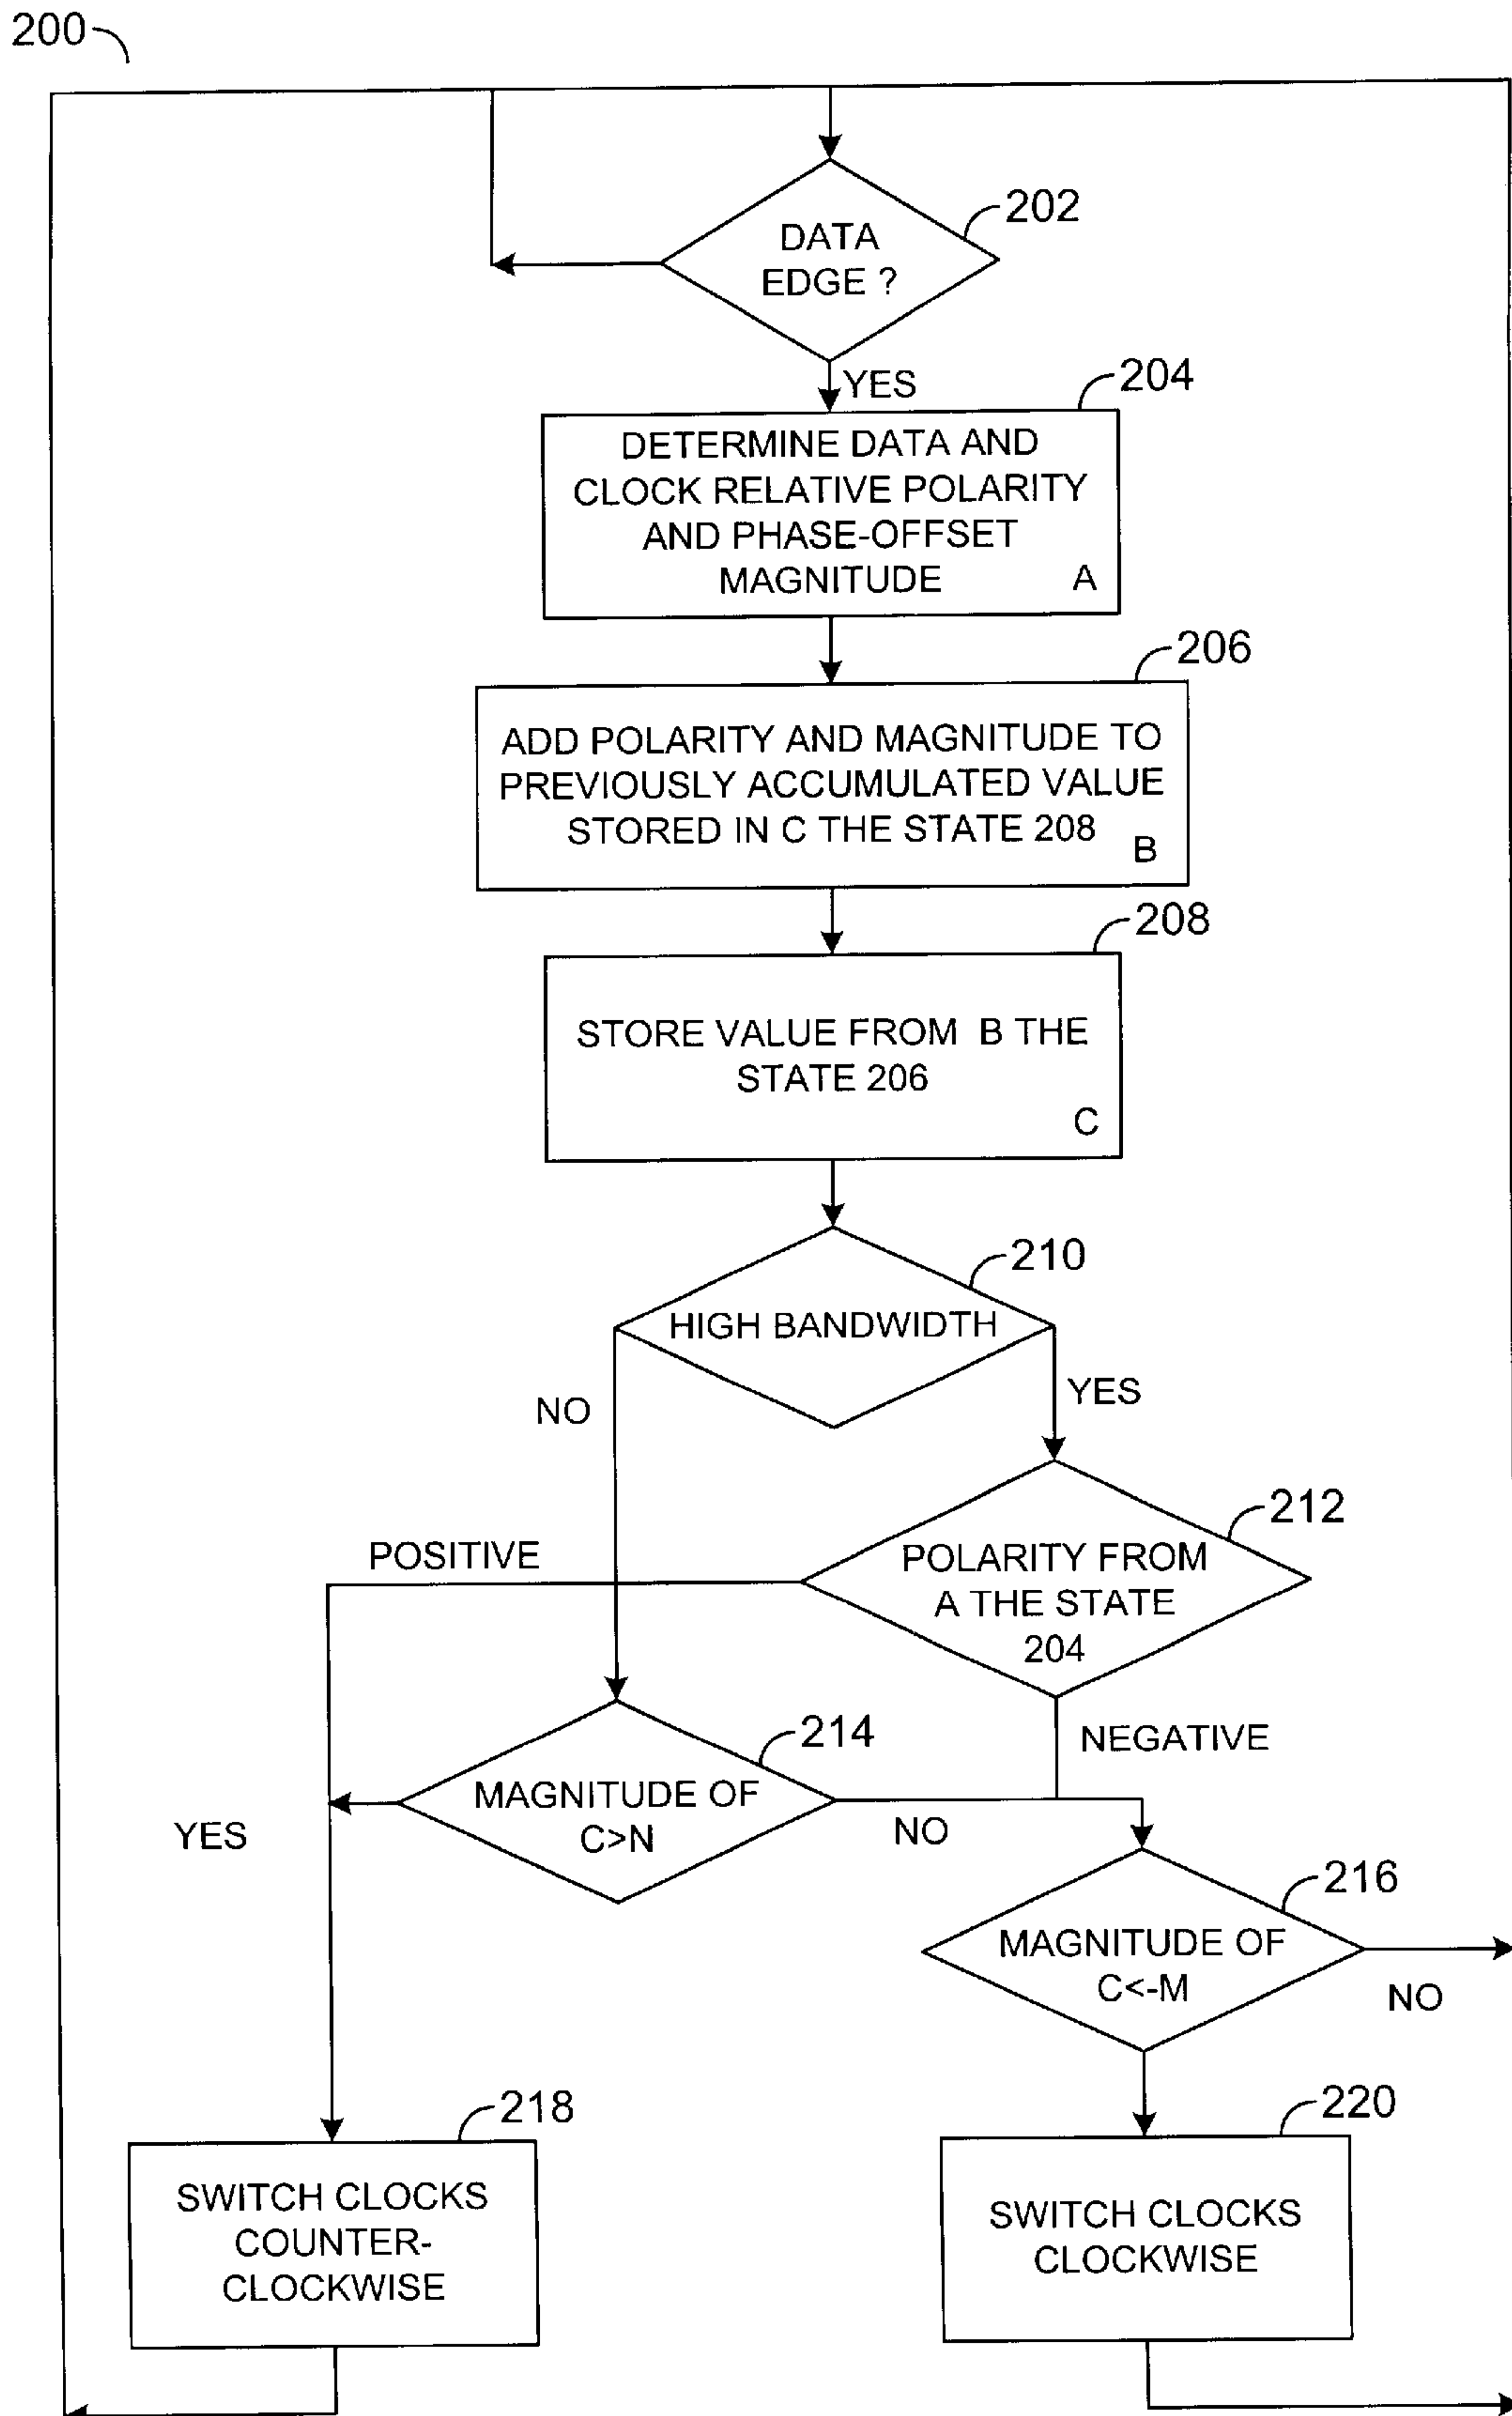 200
202
DATA
EDGE ?
YES
204
DETERMINE DATA AND
CLOCK RELATIVE POLARITY
AND PHASE-OFFSET
MAGNITUDE
A
206
ADD POLARITY AND MAGNITUDE TO
PREVIOUSLY ACCUMULATED VALUE
STORED IN C THE STATE 208
B
208
STORE VALUE FROM B THE
STATE 206
C
210
HIGH BANDWIDTH
NO
YES
212
POSITIVE
POLARITY FROM
A THE STATE
204
214
NEGATIVE
MAGNITUDE OF
C>N
YES
NO
216
MAGNITUDE OF
C<-M
NO
218
SWITCH CLOCKS
COUNTER-
CLOCKWISE
220
SWITCH CLOCKS
CLOCKWISE